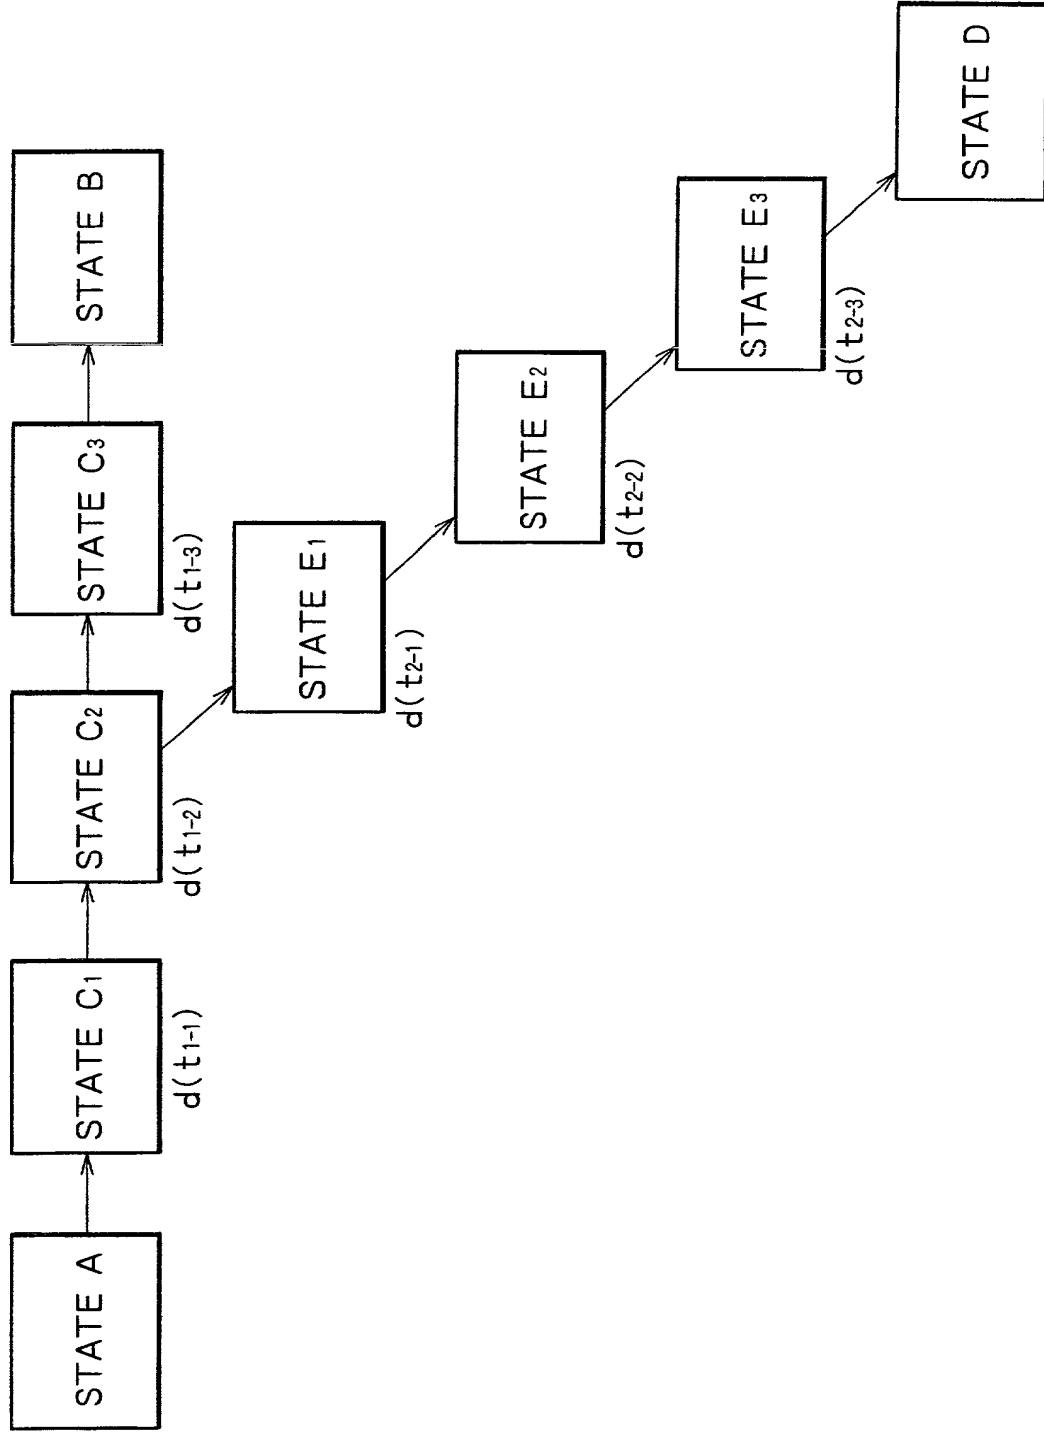 STATE A
STATE C1
d(t1-1)
STATE C2
d(t1-2)
STATE C3
d(t1-3)
STATE B
STATE E1
d(t2-1)
STATE E2
d(t2-2)
STATE E3
d(t2-3)
STATE D